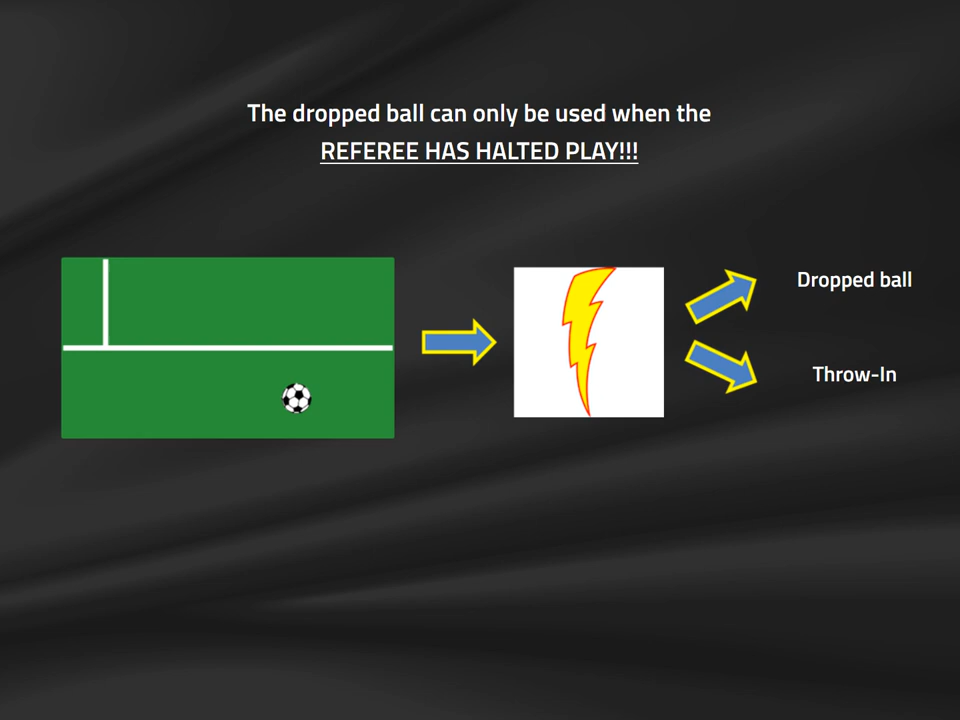 The dropped ball can only be used when the
REFEREE HAS HALTED PLAY!!!
Dropped ball
Throw-In